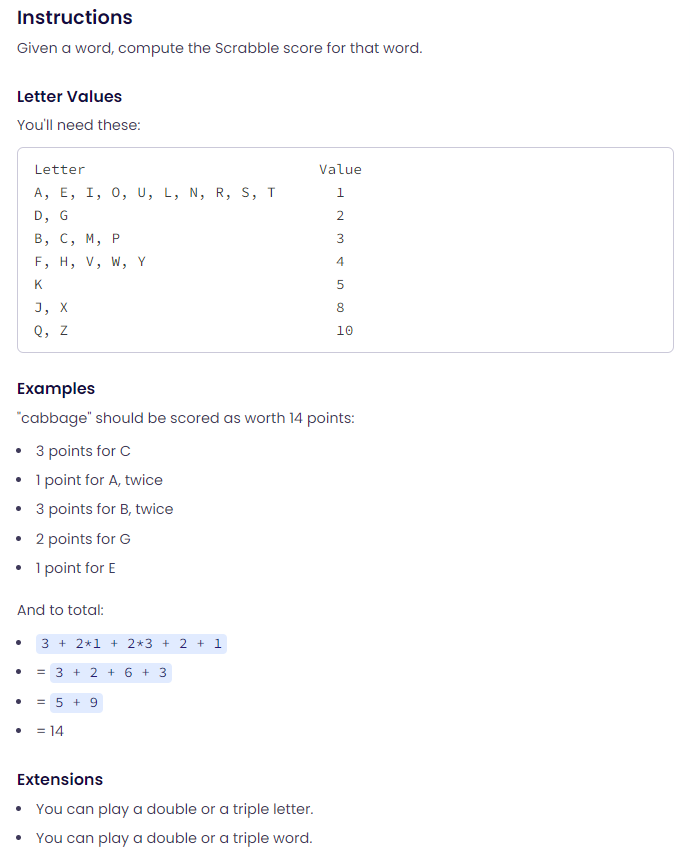 Instructions
Given a word, compute the Scrabble score for that word.
Letter Values
You'll need these:
Letter Value
A, E, I, O, U, L, N, R, S, T 1
D, G 2
B, C, M, P 3
F, H, V, W, Y 4
K 5
J, X 8
Q, Z 10
Examples
"cabbage" should be scored as worth 14 points:
• 3 points for C
• 1 point for A, twice
• 3 points for B, twice
• 2 points for G
• 1 point for E
And to total:
• 3 + 2*1 + 2*3 + 2 + 1
• = 3 + 2 + 6 + 3
• = 5 + 9
• = 14
Extensions
• You can play a double or a triple letter.
• You can play a double or a triple word.